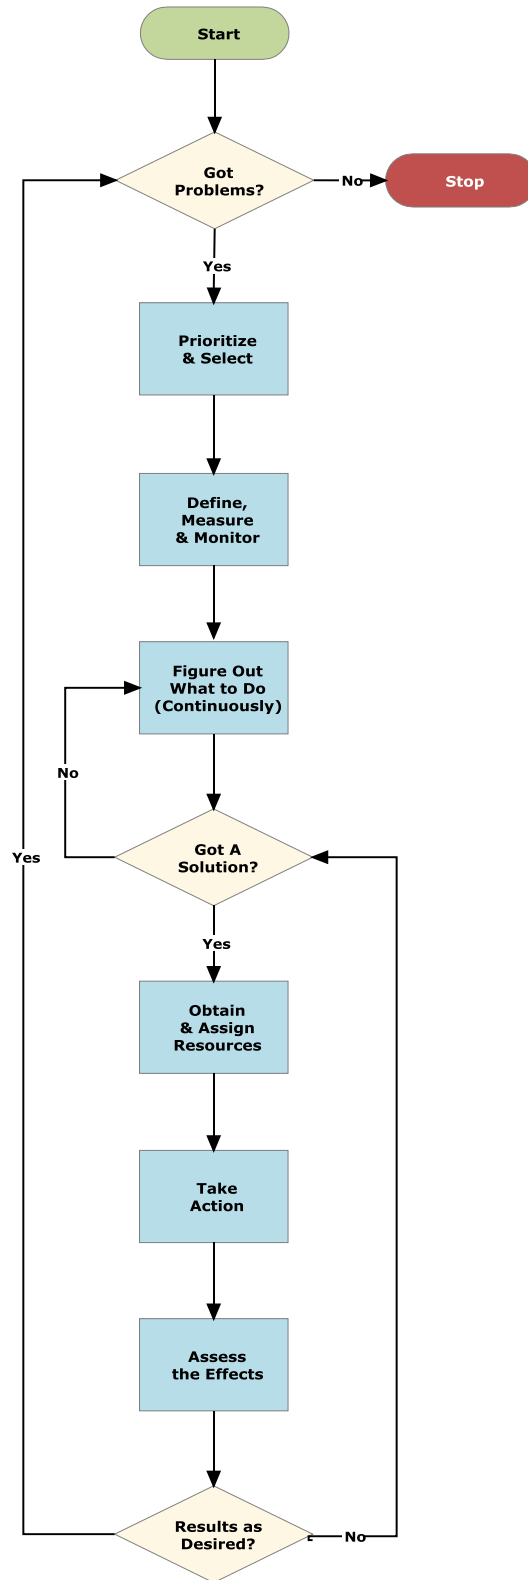 Start
Got
Problems?
No
Stop
Yes
Prioritize
& Select
Define,
Measure
& Monitor
Figure Out
What to Do
(Continuously)
No
Got A
Solution?
Yes
Yes
Obtain
& Assign
Resources
Take
Action
Assess
the Effects
Results as
Desired?
No